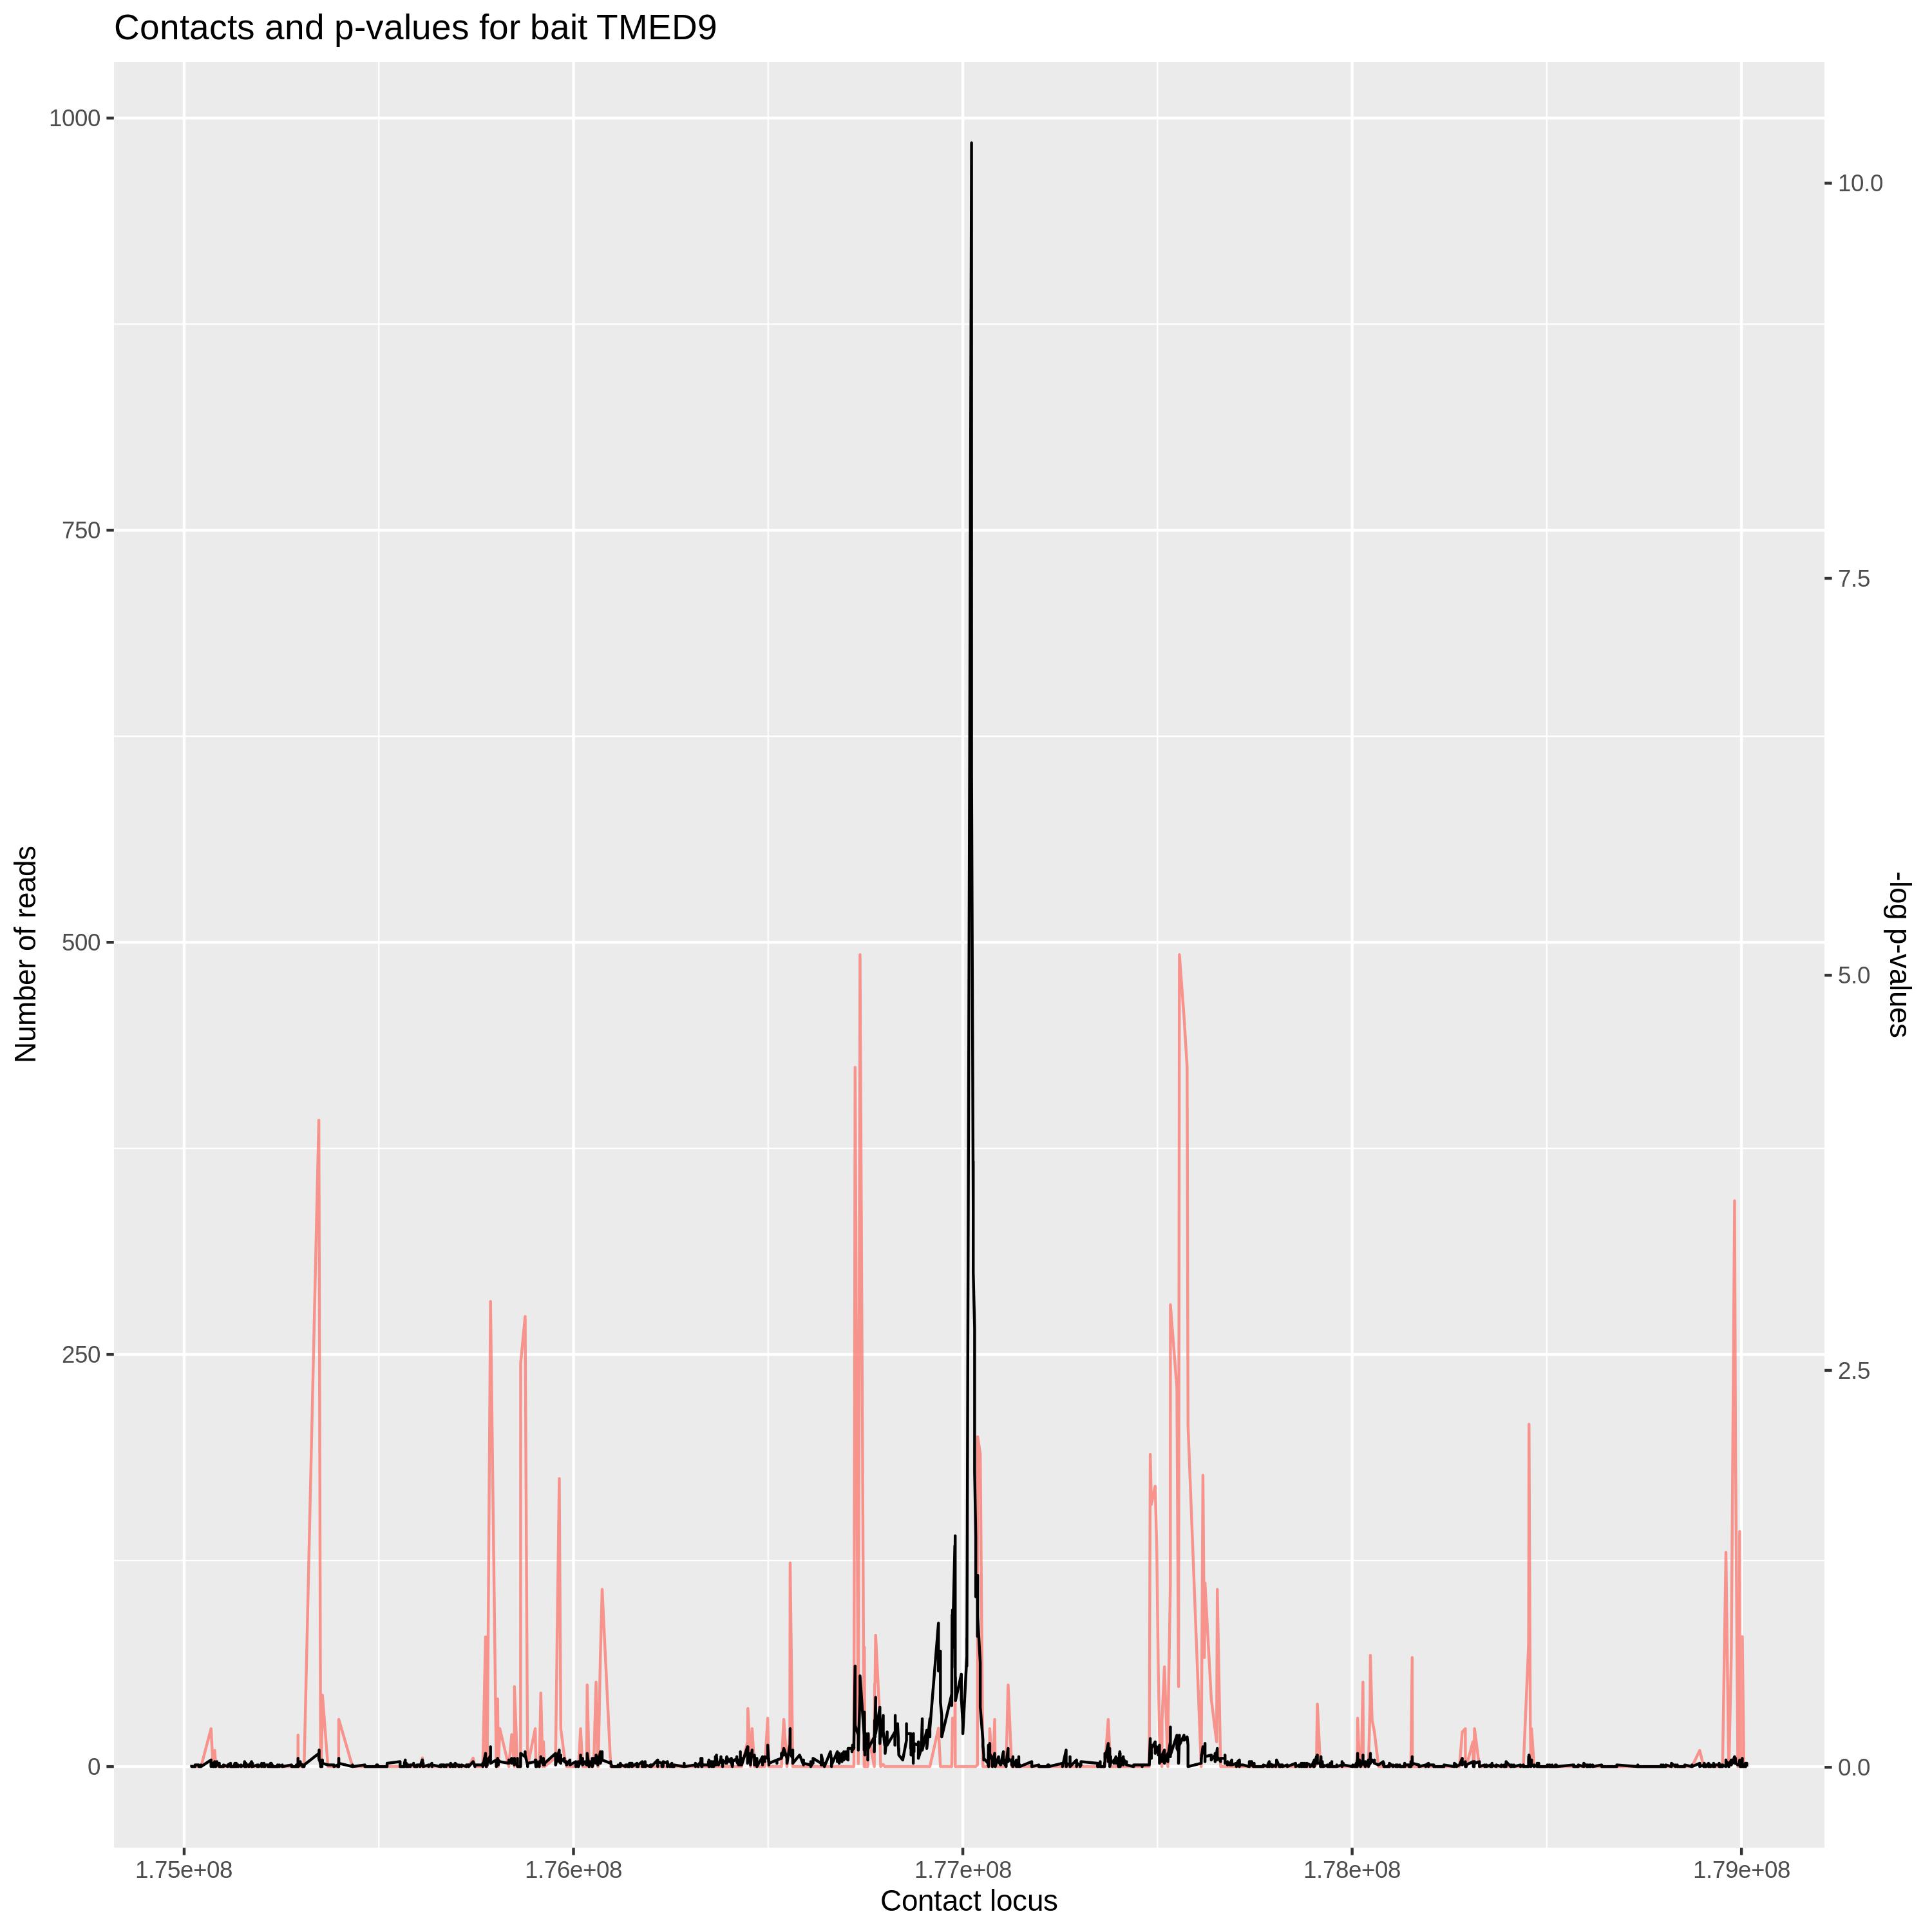 Contacts and p-values for bait TMED9
1000
750
500
250
0
Number of reads
10.0
7.5
5.0
2.5
0.0
-log p-values
1.75e+08
1.76e+08
1.77e+08
1.78e+08
1.79e+08
Contact locus